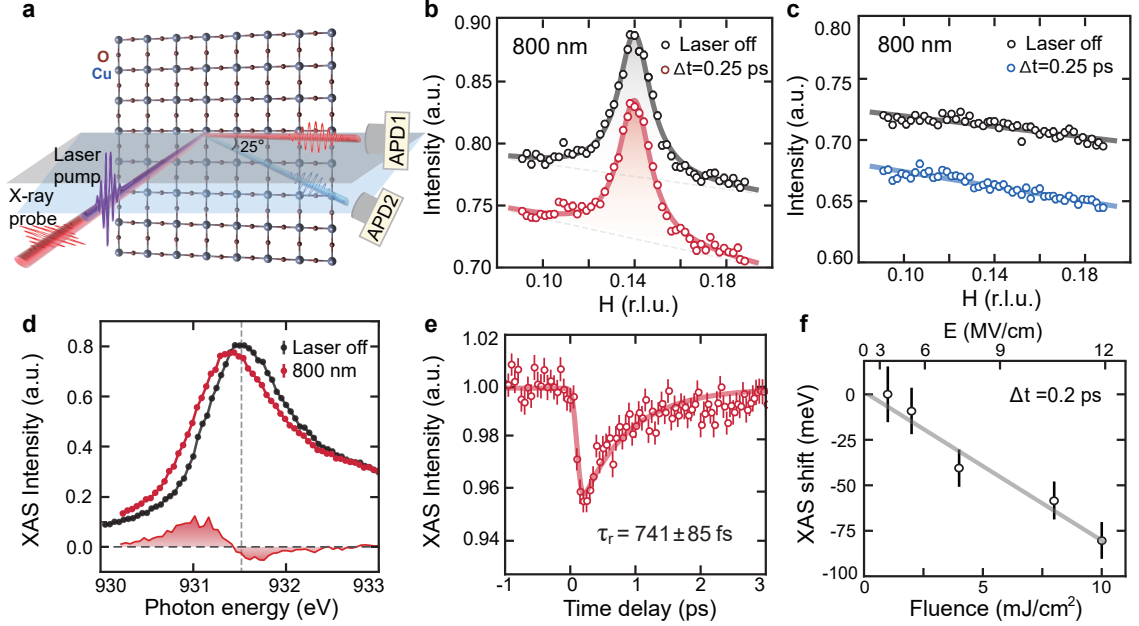 a
O
Cu
Laser
pump
X-ray
probe
25°
APD1
APD2
b
800 nm
Laser off
Δt=0.25 ps
0.90
0.85
0.80
0.75
0.70
Intensity (a.u.)
0.10
0.14
0.18
H (r.l.u.)
c
800 nm
Laser off
Δt=0.25 ps
0.75
0.70
0.65
0.60
Intensity (a.u.)
0.10
0.14
0.18
H (r.l.u.)
d
Laser off
800 nm
0.8
0.6
0.4
0.2
0.0
XAS Intensity (a.u.)
930
931
932
933
Photon energy (eV)
e
1.02
1.00
0.98
0.96
0.94
XAS Intensity (a.u.)
τr = 741±85 fs
-1
0
1
2
3
Time delay (ps)
f
E (MV/cm)
0
3
6
9
12
Δt =0.2 ps
0
-25
-50
-75
-100
XAS shift (meV)
0
5
10
Fluence (mJ/cm²)